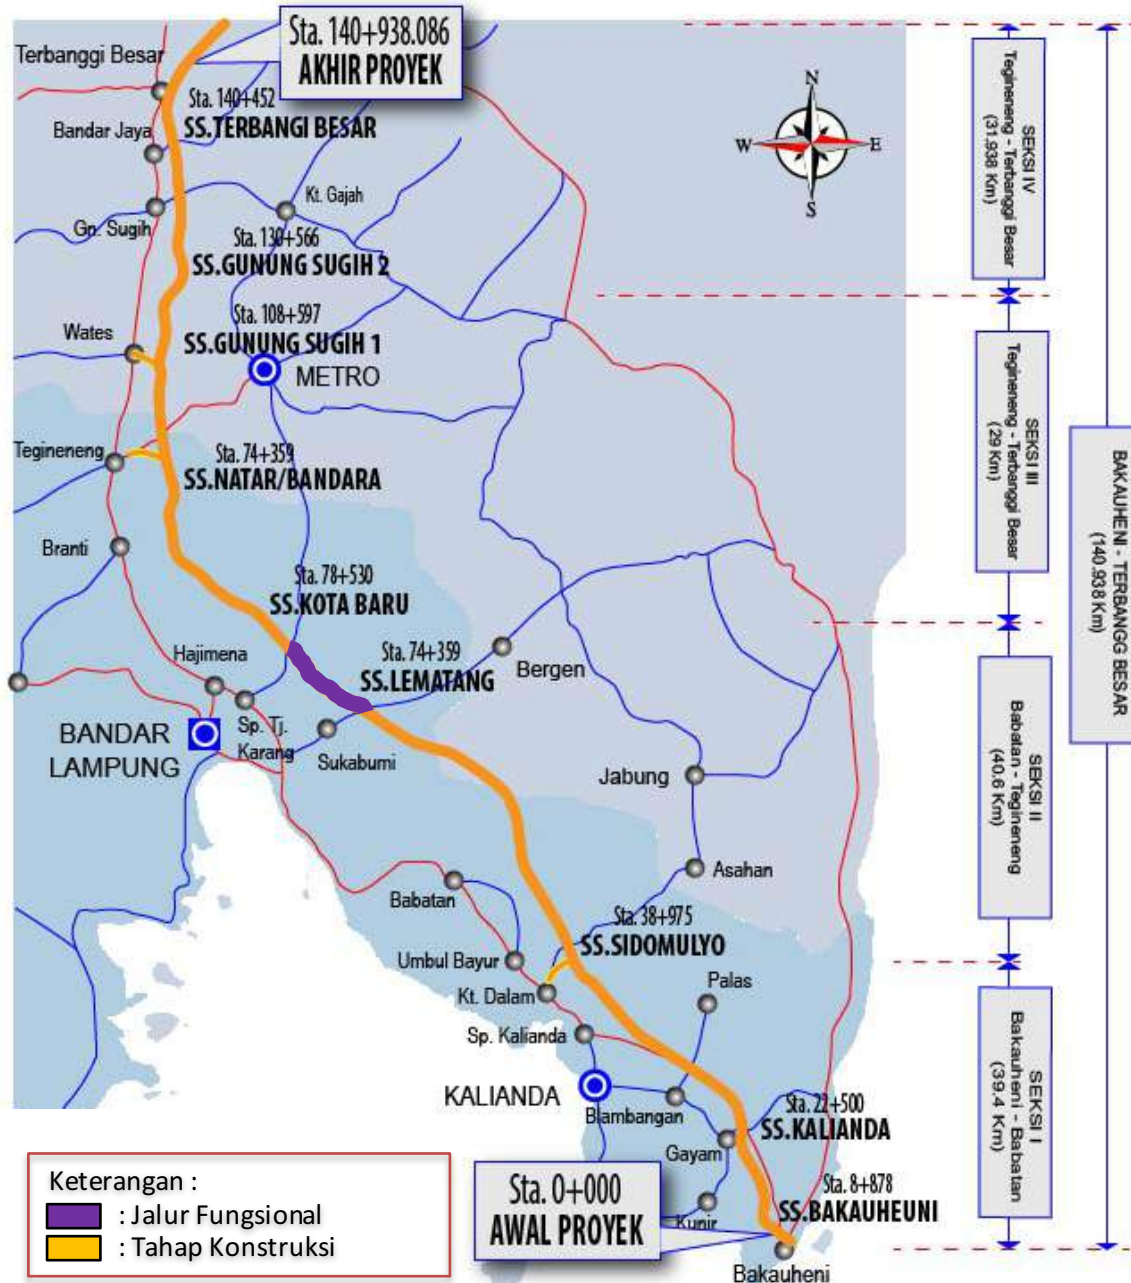 Sta. 140+938.086
AKHIR PROYEK
Terbanggi Besar
Sta. 140+452
SS.TERBANGI BESAR
Bandar Jaya
Kt. Gajah
Gn. Sugih
Sta. 130+566
SS.GUNUNG SUGIH 2
Sta. 108+597
SS.GUNUNG SUGIH 1
Wates
METRO
Tegineneng
Sta. 74+359
SS.NATAR/BANDARA
Branti
Sta. 78+530
SS.KOTA BARU
Hajimena
Sta. 74+359
SS.LEMATANG
Bergen
BANDAR
LAMPUNG
Sp. Tj.
Karang
Sukabumi
Jabung
Asahan
Babatan
Sta. 38+975
SS.SIDOMULYO
Umbul Bayur
Kt. Dalam
Palas
Sp. Kalianda
KALIANDA
Blambangan
Sta. 22+500
SS.KALIANDA
Gayam
Sta. 0+000
AWAL PROYEK
Kunir
Sta. 8+878
SS.BAKAUHEUNI
Bakauheni
N
W
E
S
SEKSI IV
Tegineneng - Terbanggi Besar
(31.938 Km)
SEKSI III
Tegineneng - Terbanggi Besar
(29 Km)
SEKSI II
Babatan - Tegineneng
(40.6 Km)
SEKSI I
Bakauheni - Babatan
(39.4 Km)
BAKAUHENI - TERBANGG BESAR
(140.938 Km)
Keterangan :
: Jalur Fungsional
: Tahap Konstruksi